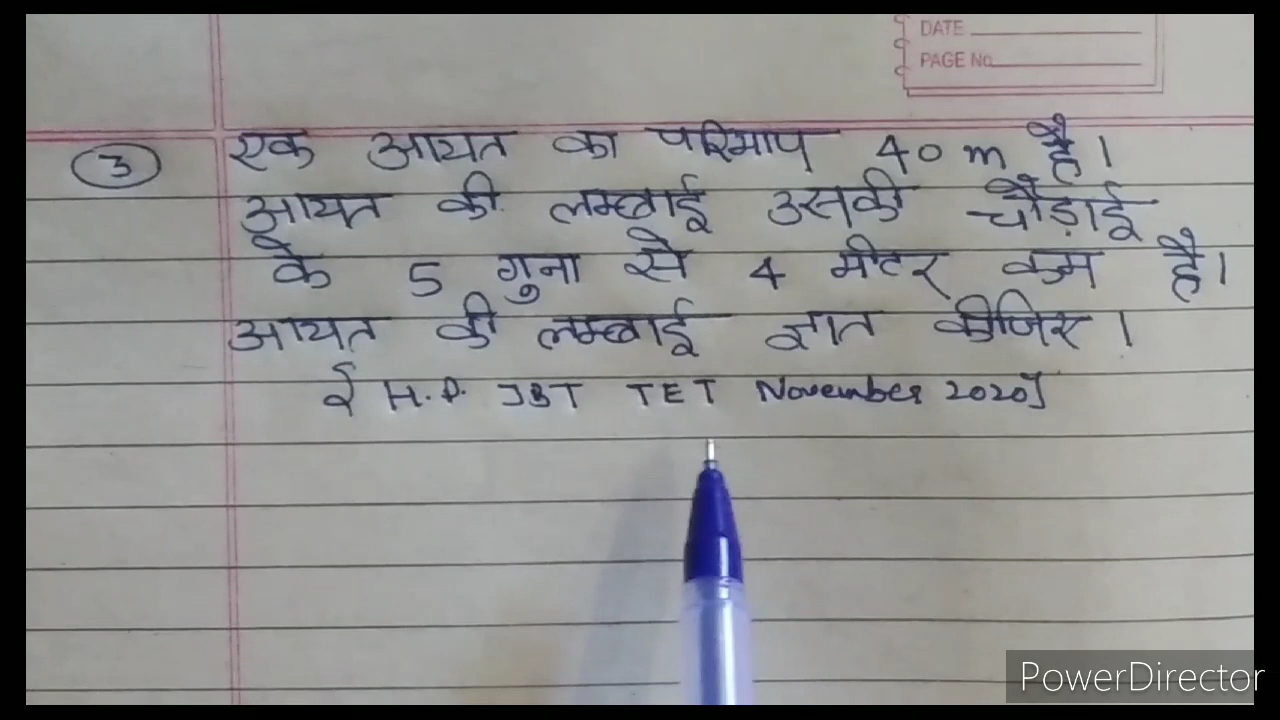 DATE
PAGE No.
3 एक आयत का परिमाप 40 m है।
आयत की लम्बाई उसकी चौड़ाई
के 5 गुना से 4 मीटर कम है।
आयत की लम्बाई ज्ञात कीजिए।
[H.P. JBT TET November 2020]
PowerDirector